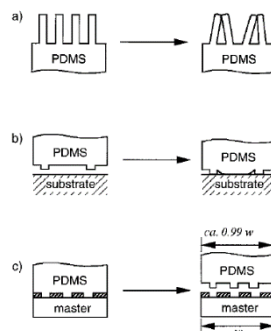 a)
PDMS
PDMS
b)
PDMS
substrate
PDMS
substrate
ca. 0.99 w
c)
PDMS
master
PDMS
master